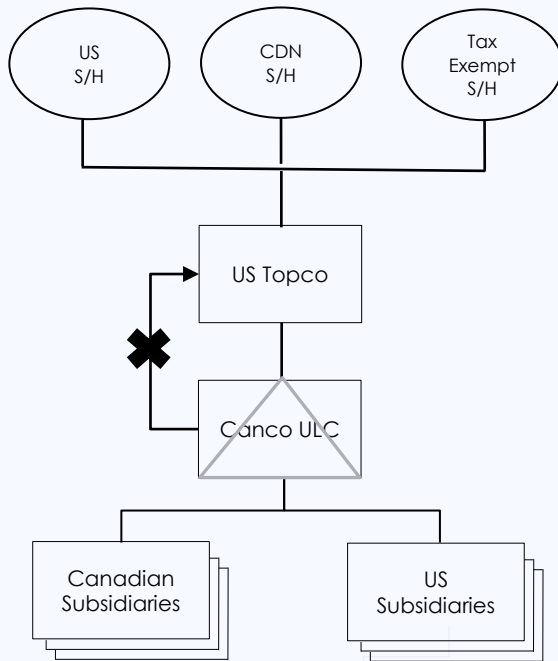 US
S/H
CDN
S/H
Tax
Exempt
S/H
US Topco
Canco ULC
Canadian
Subsidiaries
US
Subsidiaries